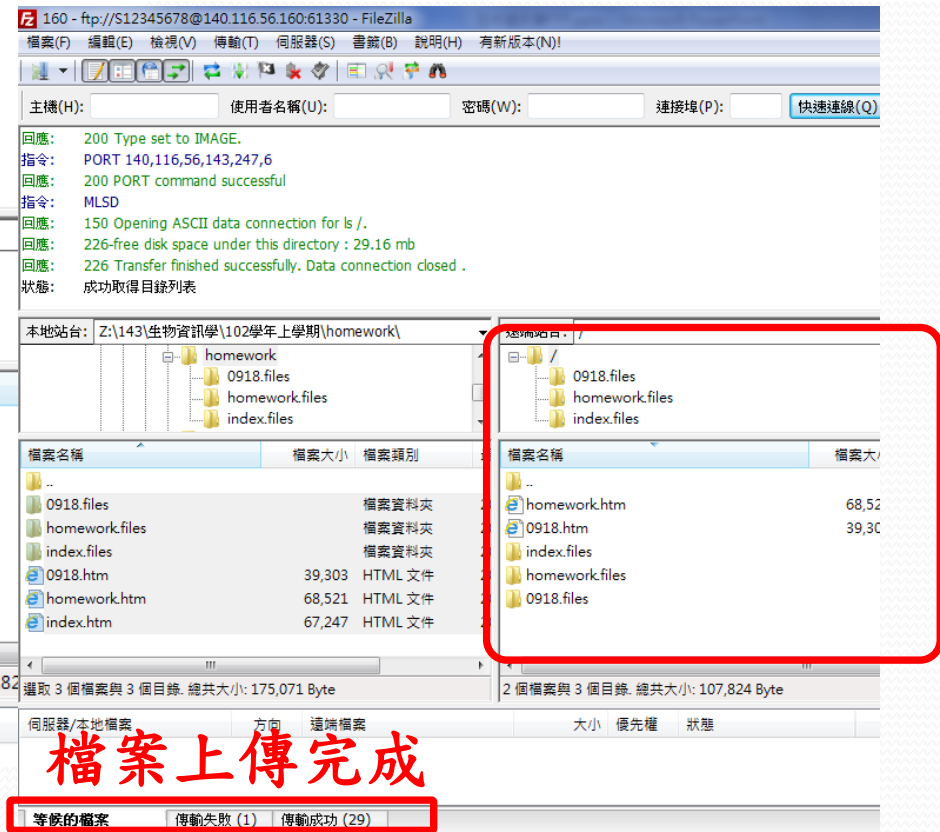 160 - ftp://S12345678@140.116.56.160:61330 - FileZilla
檔案(F) 編輯(E) 檢視(V) 傳輸(T) 伺服器(S) 書籤(B) 說明(H) 有新版本(N)!
主機(H): 使用者名稱(U): 密碼(W): 連接埠(P): 快速連線(Q)
回應: 200 Type set to IMAGE.
指令: PORT 140,116,56,143,247,6
回應: 200 PORT command successful
指令: MLSD
回應: 150 Opening ASCII data connection for ls /.
回應: 226-free disk space under this directory : 29.16 mb
回應: 226 Transfer finished successfully. Data connection closed .
狀態: 成功取得目錄列表
本地站台: Z:\143\生物資訊學\102學年上學期\homework\
homework
0918.files
homework.files
index.files
遠端站台: /
/
0918.files
homework.files
index.files
檔案名稱 檔案大小 檔案類別
..
0918.files 檔案資料夾
homework.files 檔案資料夾
index.files 檔案資料夾
0918.htm 39,303 HTML 文件
homework.htm 68,521 HTML 文件
index.htm 67,247 HTML 文件
選取 3 個檔案與 3 個目錄. 總共大小: 175,071 Byte
檔案名稱 檔案大
..
homework.htm 68,52
0918.htm 39,30
index.files
homework.files
0918.files
2 個檔案與 3 個目錄. 總共大小: 107,824 Byte
82
伺服器/本地檔案 方向 遠端檔案 大小 優先權 狀態
檔案上傳完成
等候的檔案 傳輸失敗 (1) 傳輸成功 (29)